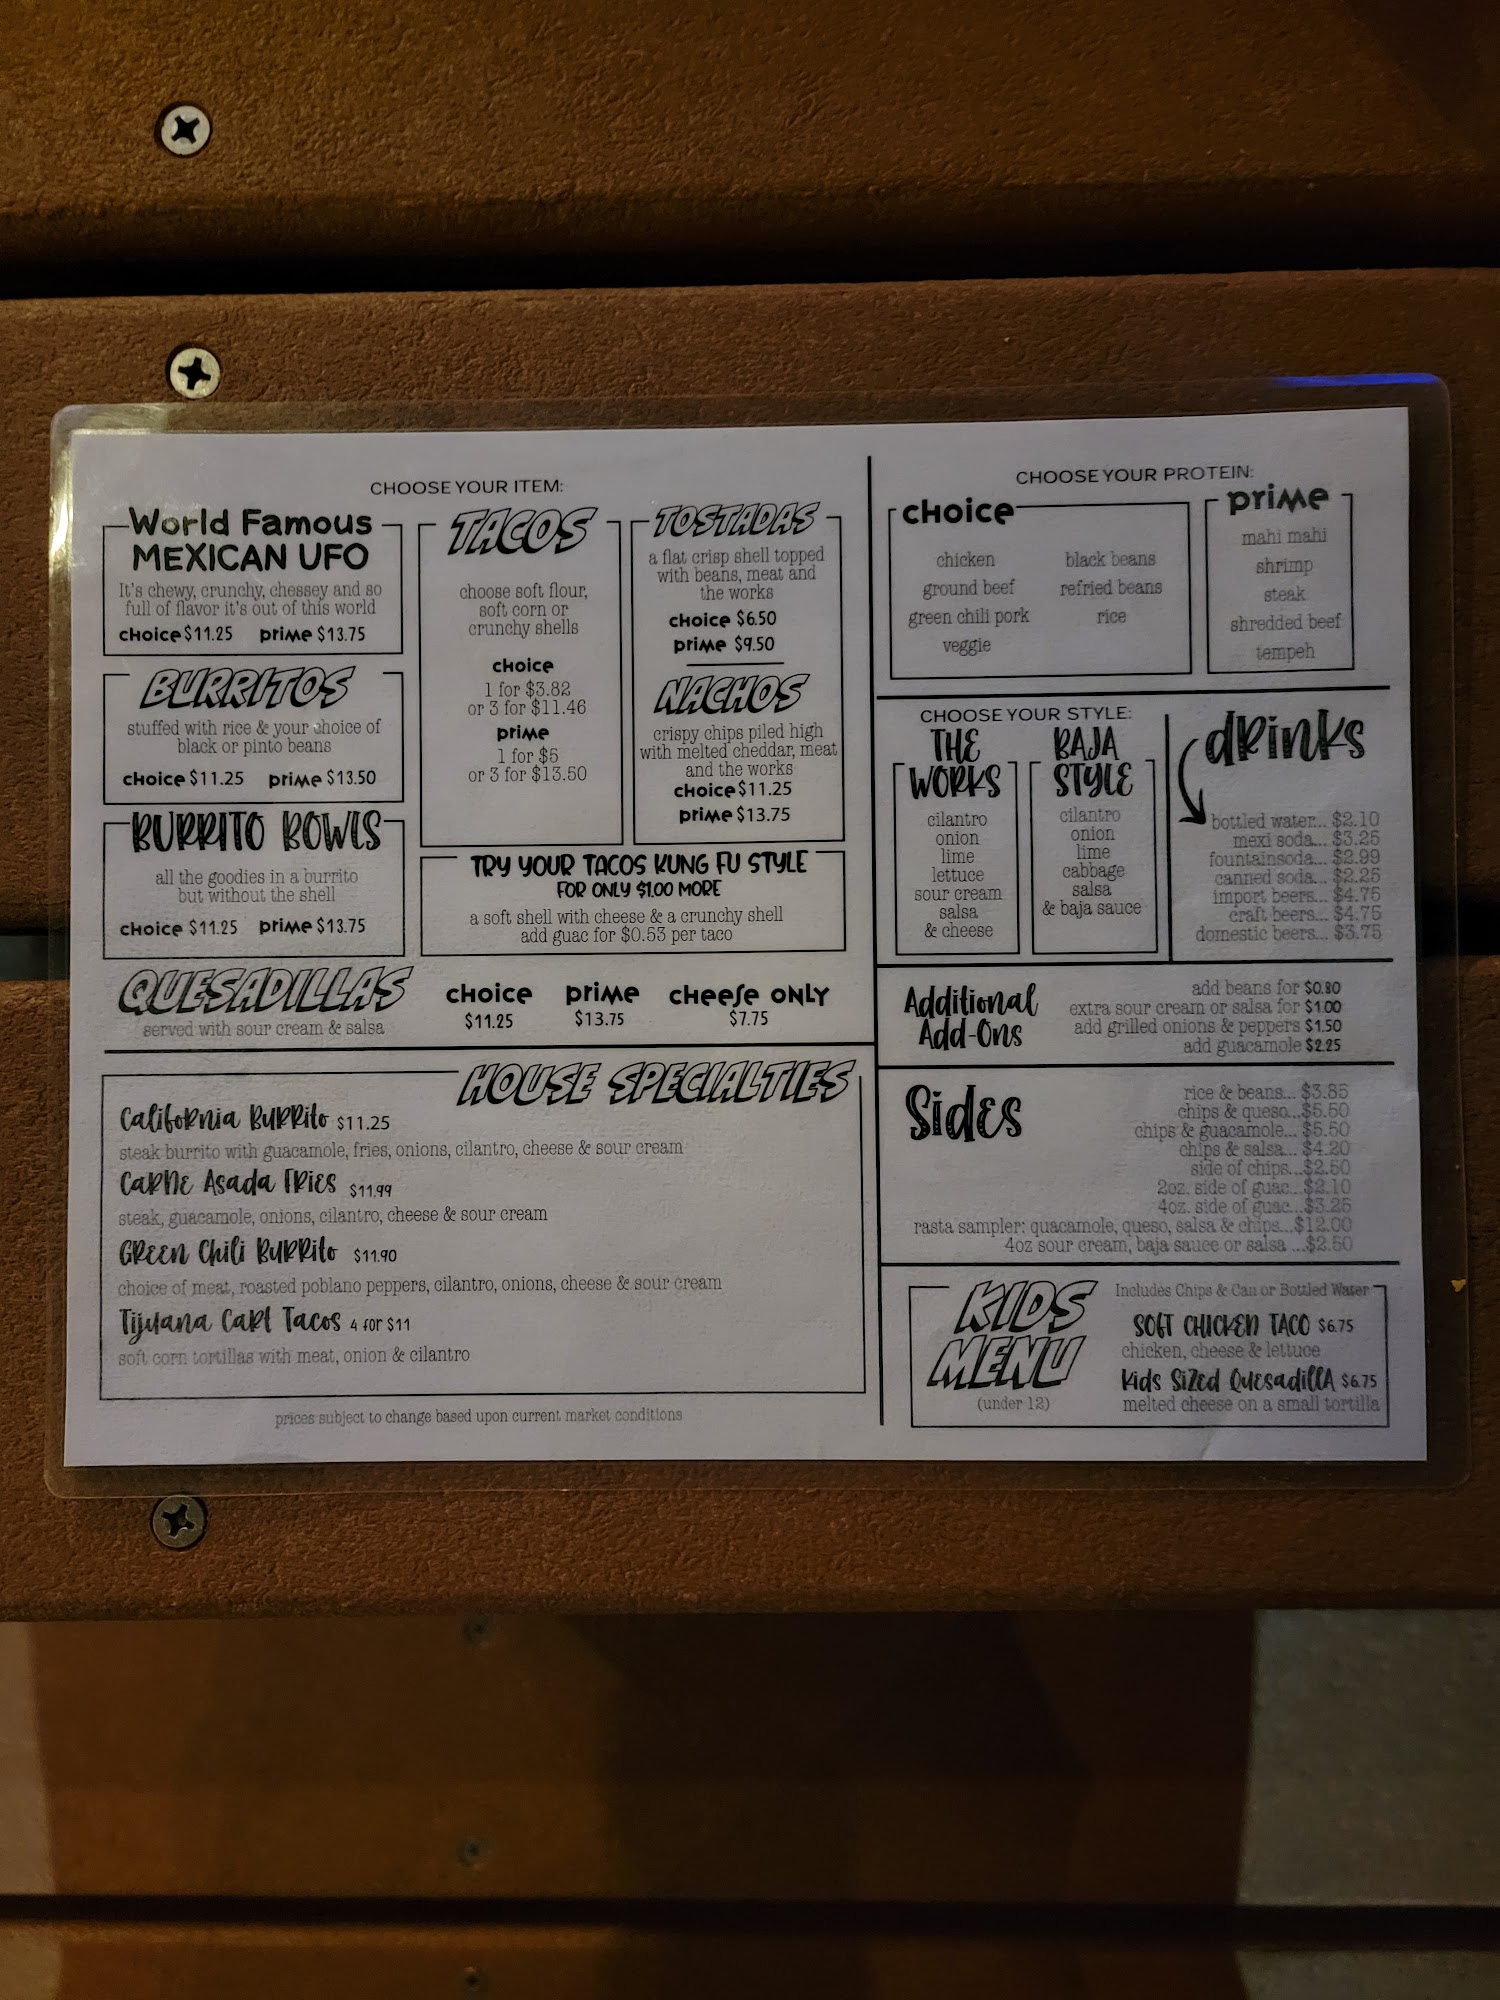 CHOOSE YOUR ITEM:
World Famous
MEXICAN UFO
It's chewy, crunchy, chessey and so
full of flavor it's out of this world
choice $11.25 prime $13.75
BURRITOS
stuffed with rice & your choice of
black or pinto beans
choice $11.25 prime $13.50
BURRITO BOWLS
all the goodies in a burrito
but without the shell
choice $11.25 prime $13.75
TACOS
choose soft flour,
soft corn or
crunchy shells
choice
1 for $3.82
or 3 for $11.46
prime
1 for $5
or 3 for $13.50
TOSTADAS
a flat crisp shell topped
with beans, meat and
the works
choice $6.50
prime $9.50
NACHOS
crispy chips piled high
with melted cheddar, meat
and the works
choice $11.25
prime $13.75
TRY YOUR TACOS KUNG FU STYLE
FOR ONLY $1.00 MORE
a soft shell with cheese & a crunchy shell
add guac for $0.53 per taco
QUESADILLAS
served with sour cream & salsa
choice prime cheese ONLY
$11.25 $13.75 $7.75
HOUSE SPECIALTIES
California Burrito $11.25
steak burrito with guacamole, fries, onions, cilantro, cheese & sour cream
Carne Asada Fries $11.99
steak, guacamole, onions, cilantro, cheese & sour cream
Green Chili Burrito $11.90
choice of meat, roasted poblano peppers, cilantro, onions, cheese & sour cream
Tijuana Cart Tacos 4 for $11
soft corn tortillas with meat, onion & cilantro
prices subject to change based upon current market conditions
CHOOSE YOUR PROTEIN:
choice
chicken black beans
ground beef refried beans
green chili pork rice
veggie
prime
mahi mahi
shrimp
steak
shredded beef
tempeh
CHOOSE YOUR STYLE:
THE
WORKS
cilantro
onion
lime
lettuce
sour cream
salsa
& cheese
BAJA
STYLE
cilantro
onion
lime
cabbage
salsa
& baja sauce
drinks
bottled water... $2.10
mexi soda... $3.25
fountainsoda... $2.99
canned soda... $2.25
import beers... $4.75
craft beers... $4.75
domestic beers... $3.75
Additional
Add-Ons
add beans for $0.80
extra sour cream or salsa for $1.00
add grilled onions & peppers $1.50
add guacamole $2.25
Sides
rice & beans... $3.85
chips & queso...$5.50
chips & guacamole... $5.50
chips & salsa... $4.20
side of chips...$2.50
2oz. side of guac...$2.10
4oz. side of guac...$3.25
rasta sampler: quacamole, queso, salsa & chips...$12.00
4oz sour cream, baja sauce or salsa ...$2.50
KIDS
MENU
(under 12)
Includes Chips & Can or Bottled Water
SOFT CHICKEN TACO $6.75
chicken, cheese & lettuce
Kids Sized Quesadilla $6.75
melted cheese on a small tortilla